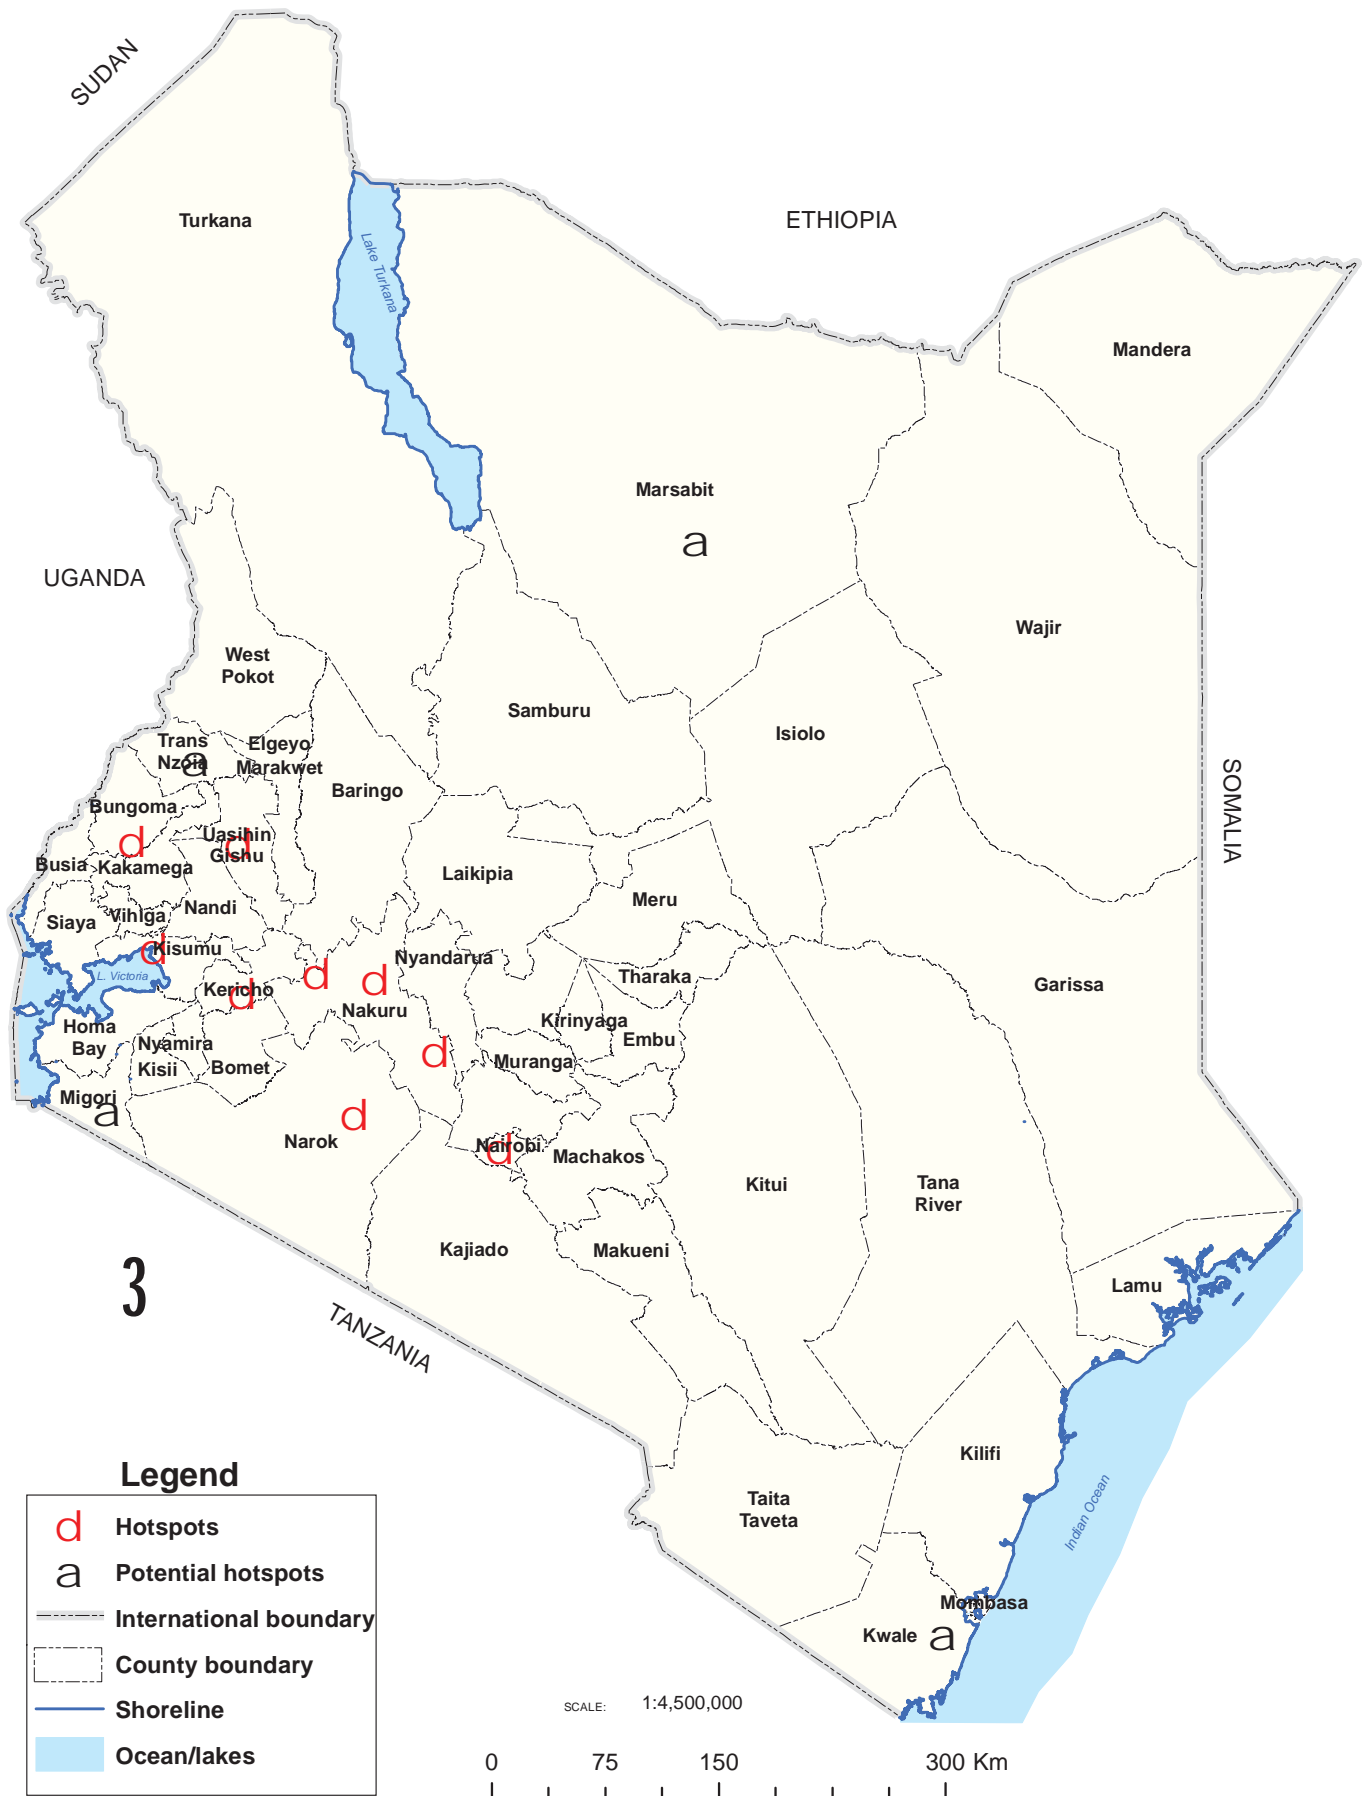 SUDAN
Turkana
ETHIOPIA
Lake Turkana
Mandera
Marsabit
a
UGANDA
Wajir
West
Pokot
Samburu
Isiolo
Trans
Nzoia
a
Elgeyo
Marakwet
Baringo
SOMALIA
Bungoma
d
Uasihin
Gishu
d
Busia
Kakamega
Laikipia
Meru
Siaya
Vihiga
Nandi
Kisumu
d
Nyandarua
L. Victoria
Tharaka
Garissa
Kericho
d
d
d
Nakuru
Kirinyaga
Embu
Homa
Bay
Nyamira
Kisii
Bomet
d
Muranga
Migori
a
d
Narok
Nairobi
d
Machakos
Kitui
Tana
River
Kajiado
Makueni
Lamu
3
TANZANIA
Kilifi
Taita
Taveta
Indian Ocean
Mombasa
Kwale
a
Legend
d Hotspots
a Potential hotspots
International boundary
County boundary
Shoreline
Ocean/lakes
SCALE: 1:4,500,000
0 75 150 300 Km